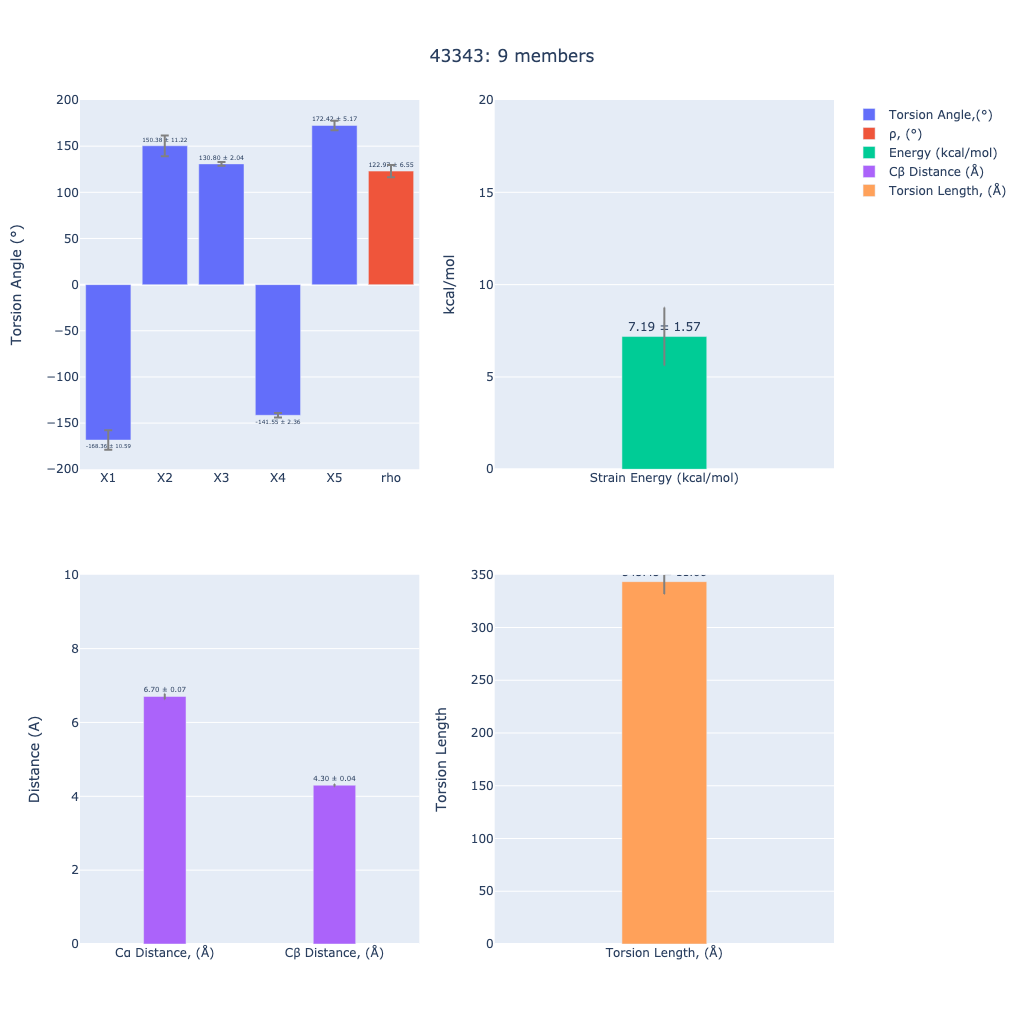 43343: 9 members
Torsion Angle,(°)
ρ, (°)
Energy (kcal/mol)
Cβ Distance (Å)
Torsion Length, (Å)
Torsion Angle (°)
200
150
100
50
0
−50
−100
−150
−200
-168.36 ± 10.59
150.38 ± 11.22
130.80 ± 2.04
-141.55 ± 2.36
172.42 ± 5.17
122.97 ± 6.55
X1 X2 X3 X4 X5 rho
kcal/mol
20
15
10
5
0
7.19 ± 1.57
Strain Energy (kcal/mol)
Distance (A)
10
8
6
4
2
0
6.70 ± 0.07
4.30 ± 0.04
Cα Distance, (Å) Cβ Distance, (Å)
Torsion Length
350
300
250
200
150
100
50
0
Torsion Length, (Å)